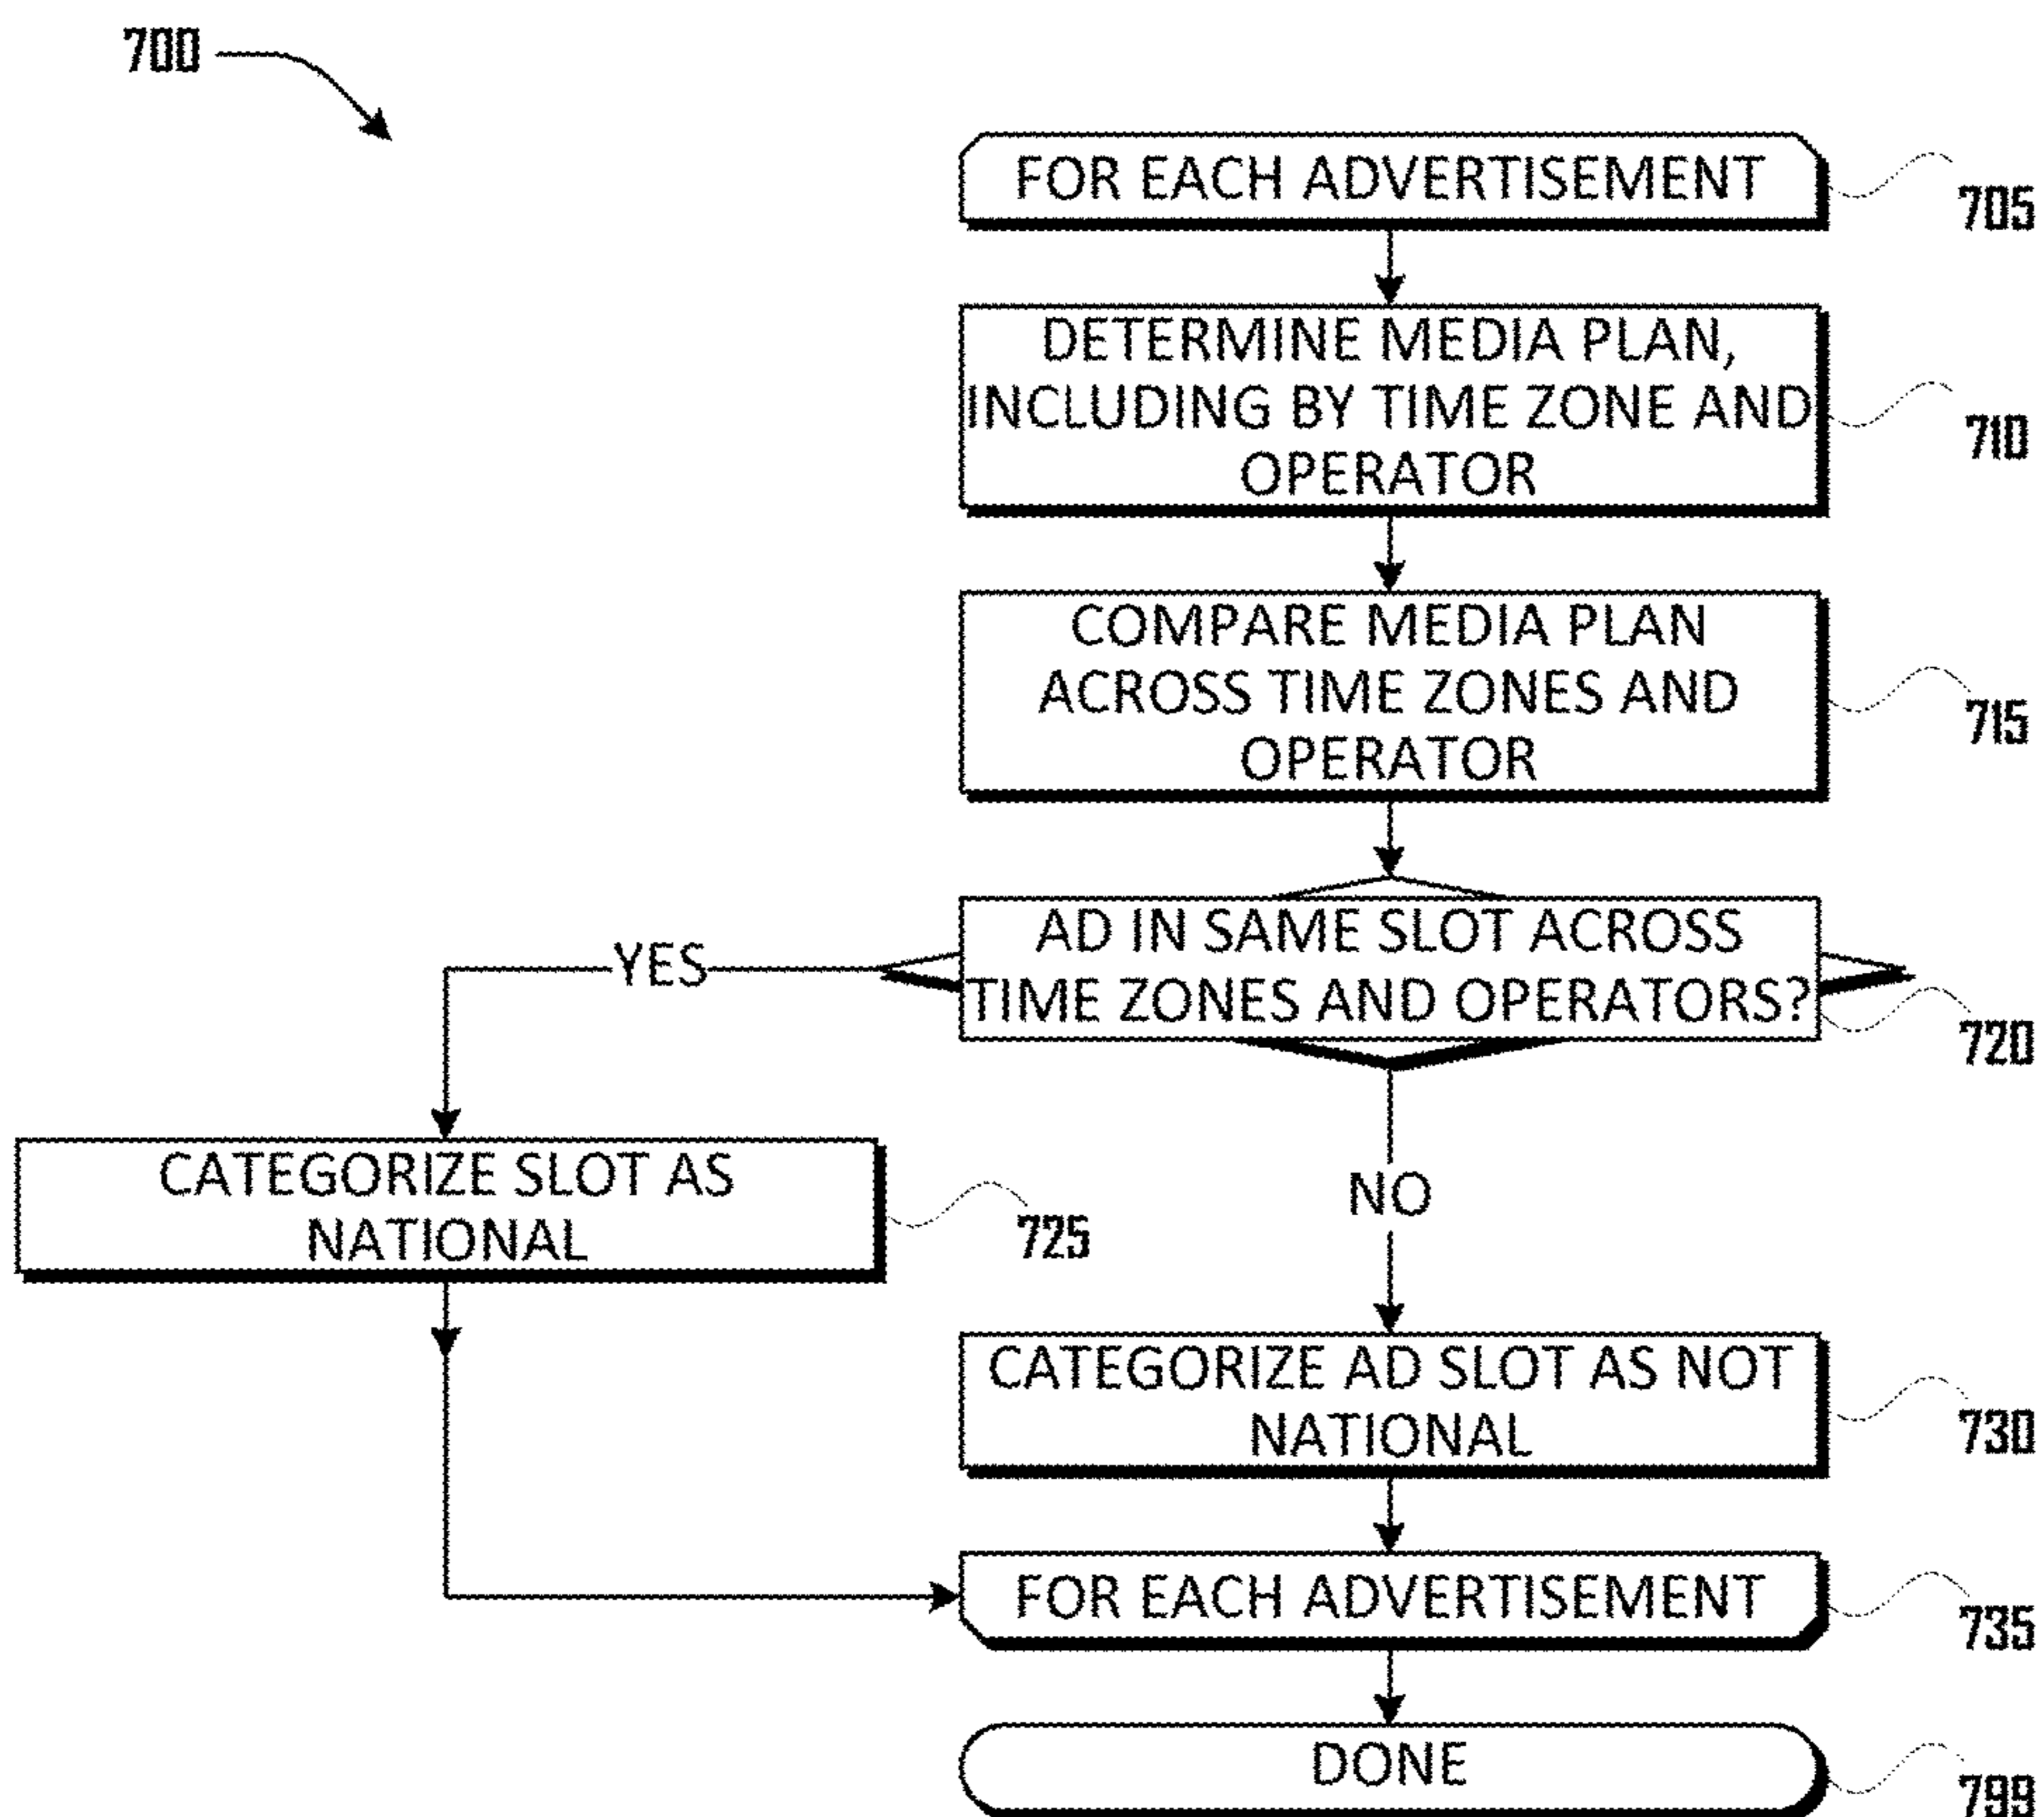 700
FOR EACH ADVERTISEMENT
705
DETERMINE MEDIA PLAN,
INCLUDING BY TIME ZONE AND
OPERATOR
710
COMPARE MEDIA PLAN
ACROSS TIME ZONES AND
OPERATOR
715
AD IN SAME SLOT ACROSS
TIME ZONES AND OPERATORS?
720
YES
CATEGORIZE SLOT AS
NATIONAL
725
NO
CATEGORIZE AD SLOT AS NOT
NATIONAL
730
FOR EACH ADVERTISEMENT
735
DONE
799